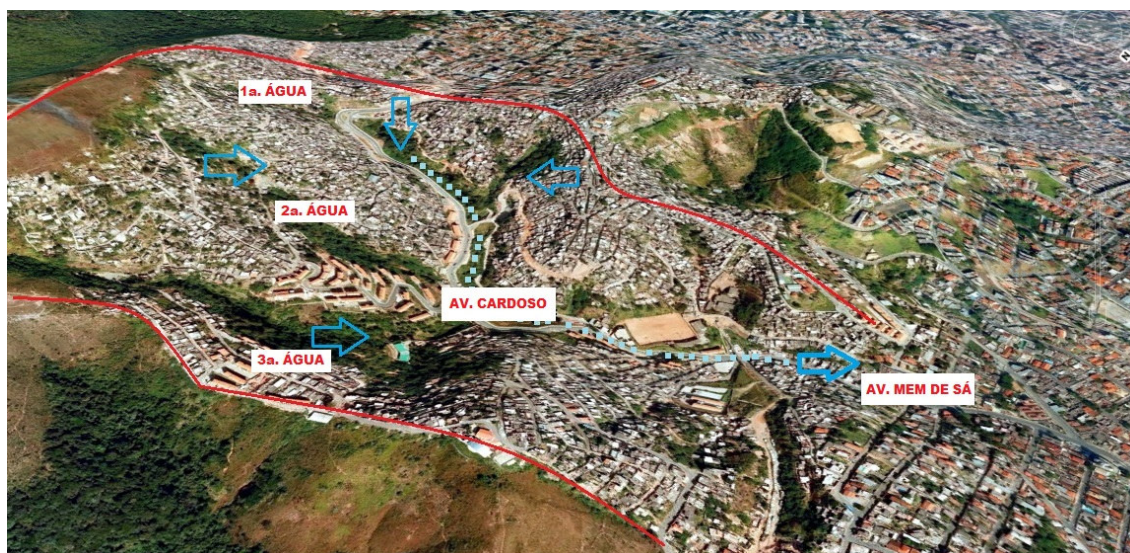 1a. ÁGUA
2a. ÁGUA
AV. CARDOSO
3a. ÁGUA
AV. MEM DE SÁ
N